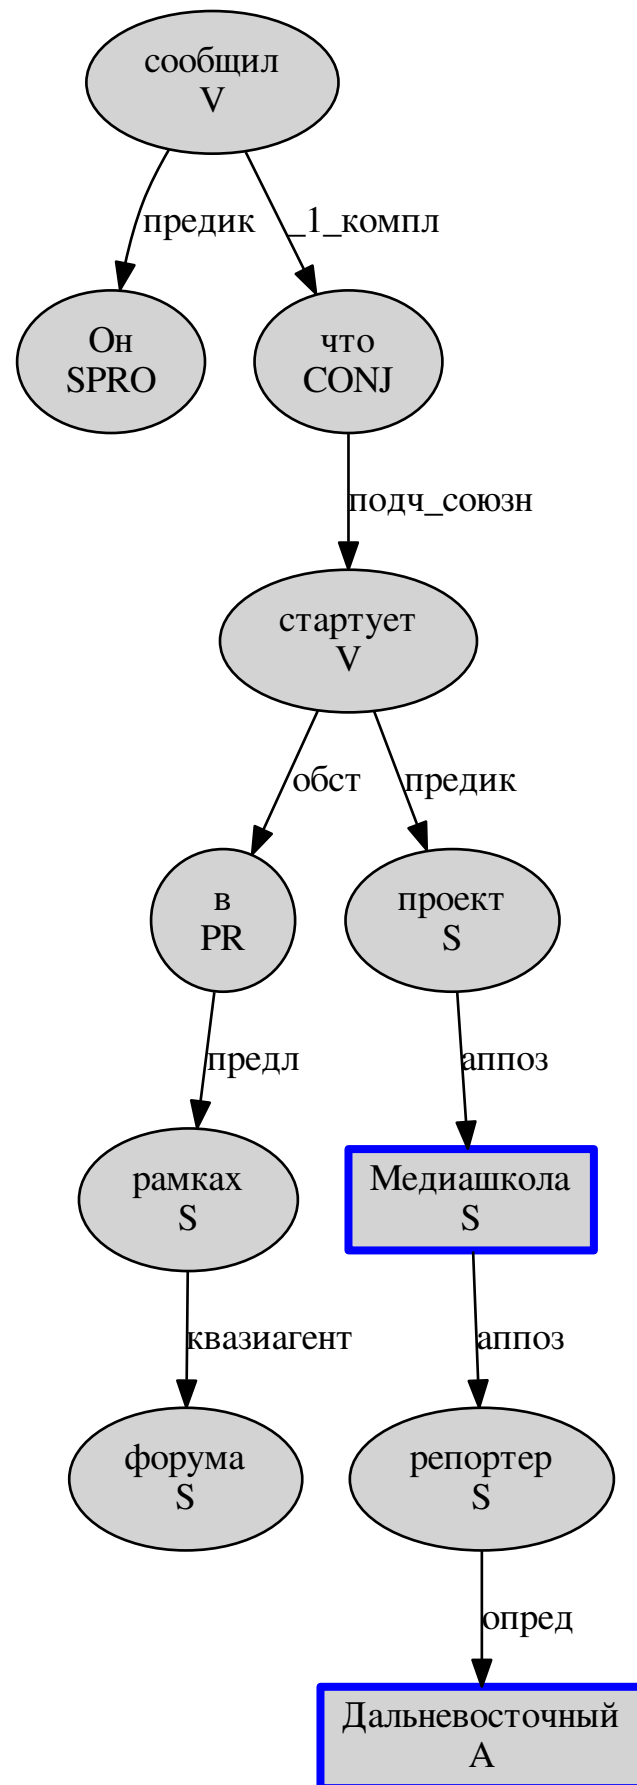 сообщил
V
предик
_1_компл
Он
SPRO
что
CONJ
подч_союзн
стартует
V
обст
предик
в
PR
проект
S
предл
аппоз
рамках
S
Медиашкола
S
квазиагент
аппоз
форума
S
репортер
S
опред
Дальневосточный
A